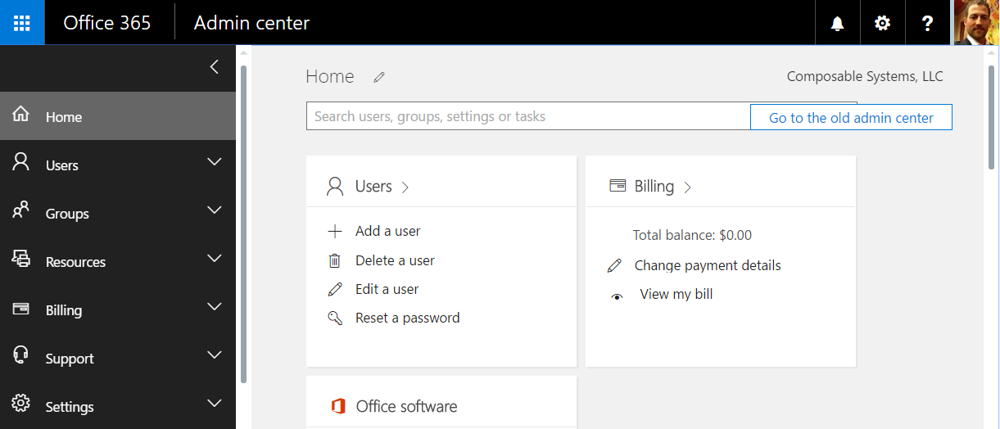 Office 365
Admin center
?
Home
Users
Groups
Resources
Billing
Support
Settings
Home
Composable Systems, LLC
Search users, groups, settings or tasks
Go to the old admin center
Users
Add a user
Delete a user
Edit a user
Reset a password
Billing
Total balance: $0.00
Change payment details
View my bill
Office software